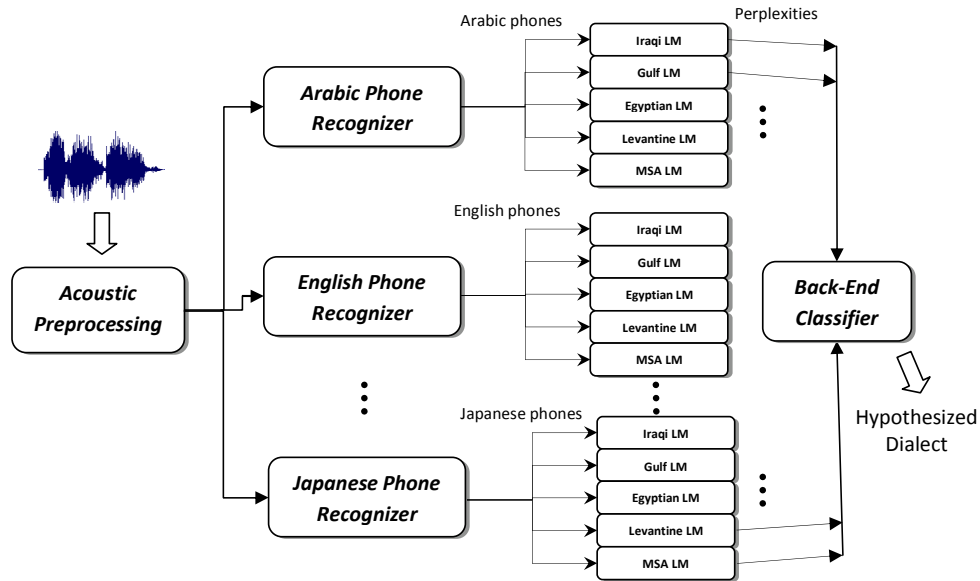 Arabic phones
Perplexities
Iraqi LM
Gulf LM
Egyptian LM
Levantine LM
MSA LM
Arabic Phone
Recognizer
English phones
Iraqi LM
Gulf LM
Egyptian LM
Levantine LM
MSA LM
Acoustic
Preprocessing
English Phone
Recognizer
Back-End
Classifier
Hypothesized
Dialect
Japanese phones
Iraqi LM
Gulf LM
Egyptian LM
Levantine LM
MSA LM
Japanese Phone
Recognizer